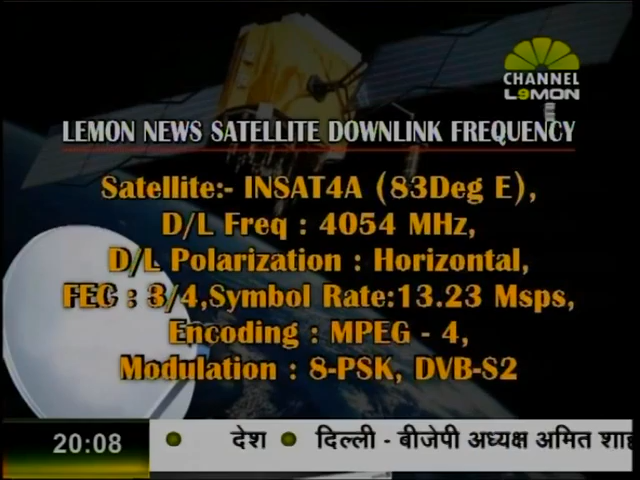 CHANNEL
LEMON
LEMON NEWS SATELLITE DOWNLINK FREQUENCY
Satellite:- INSAT4A (83Deg E),
D/L Freq : 4054 MHz,
D/L Polarization : Horizontal,
FEC : 3/4,Symbol Rate:13.23 Msps,
Encoding : MPEG - 4,
Modulation : 8-PSK, DVB-S2
20:08 देश दिल्ली - बीजेपी अध्यक्ष अमित